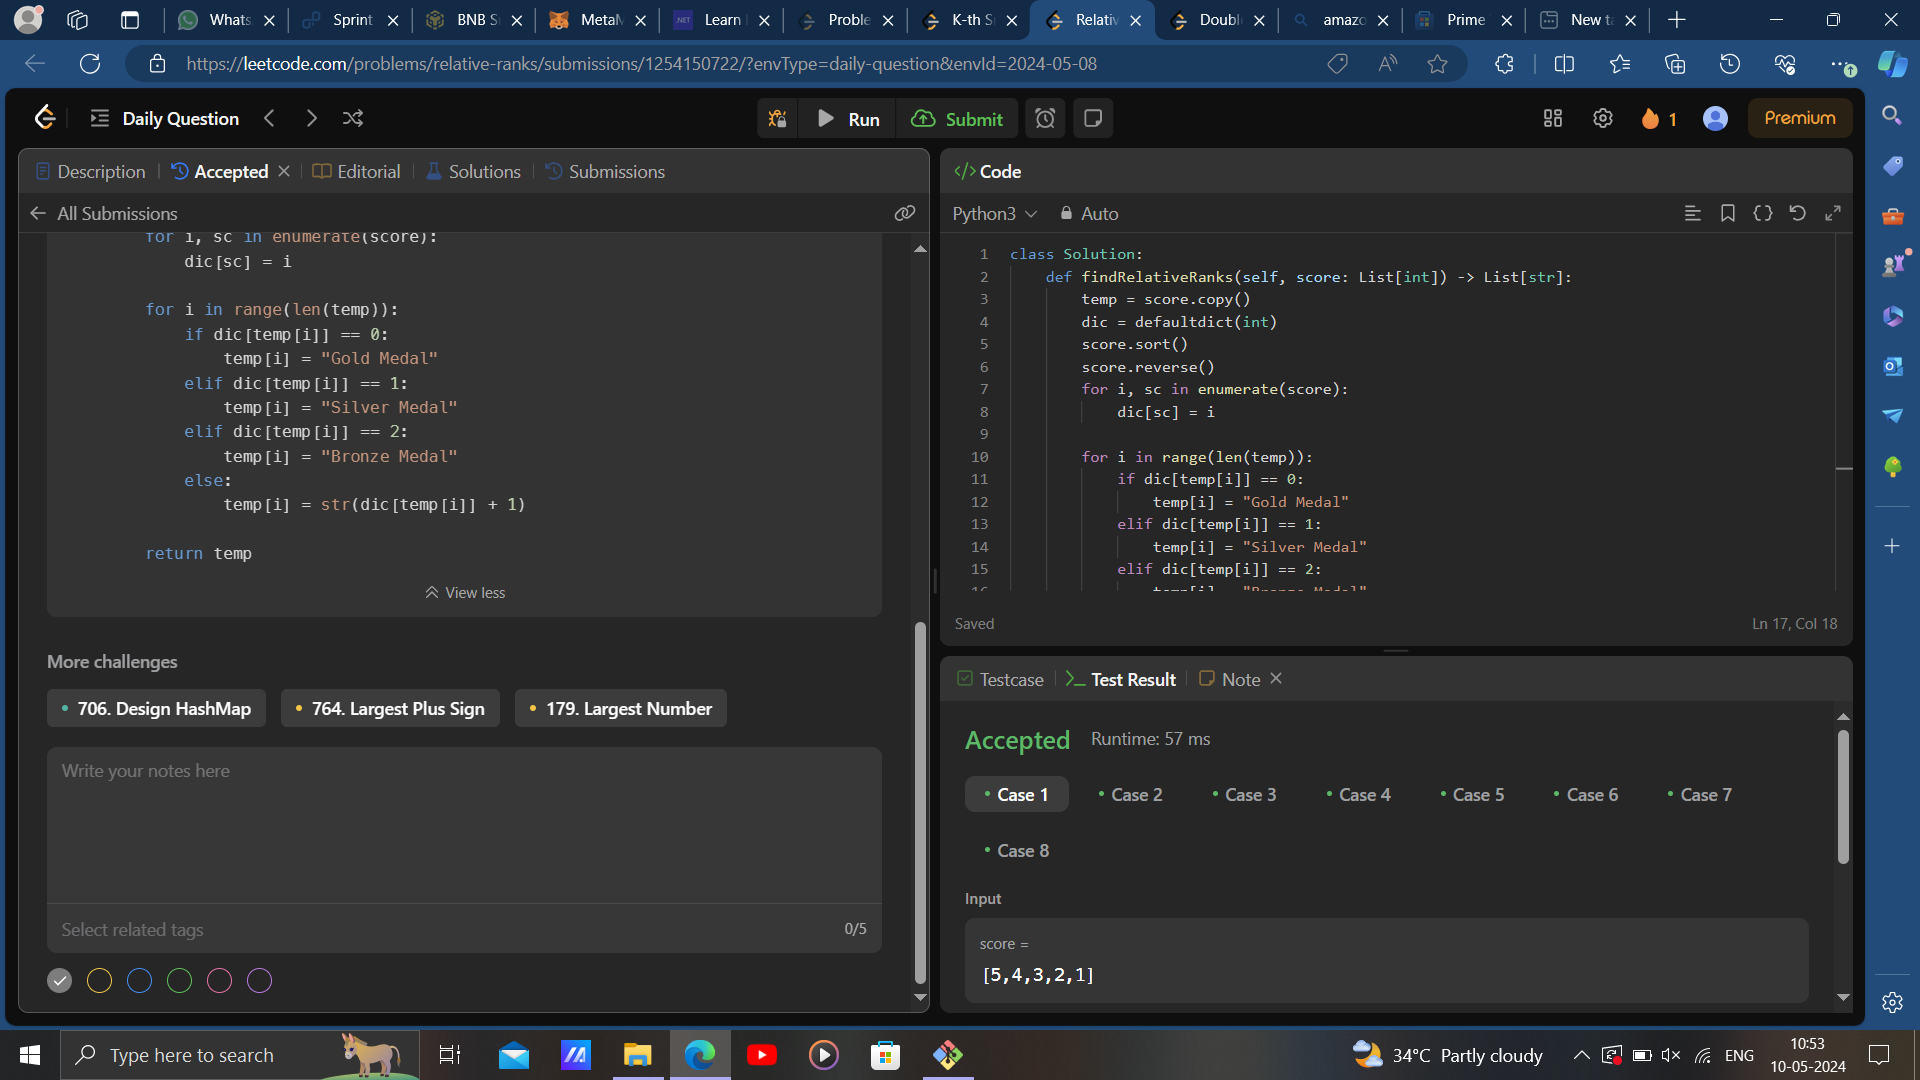 Whats
Sprint
BNB S
MetaM
Learn
Proble
K-th S
Relativ
Doubl
amazo
Prime
New ta
https://leetcode.com/problems/relative-ranks/submissions/1254150722/?envType=daily-question&envId=2024-05-08
Daily Question
Run
Submit
1
Premium
Description
Accepted
Editorial
Solutions
Submissions
All Submissions
for i, sc in enumerate(score):
dic[sc] = i
for i in range(len(temp)):
if dic[temp[i]] == 0:
temp[i] = "Gold Medal"
elif dic[temp[i]] == 1:
temp[i] = "Silver Medal"
elif dic[temp[i]] == 2:
temp[i] = "Bronze Medal"
else:
temp[i] = str(dic[temp[i]] + 1)
return temp
View less
More challenges
706. Design HashMap
764. Largest Plus Sign
179. Largest Number
Write your notes here
Select related tags
0/5
</> Code
Python3
Auto
1 class Solution:
2 def findRelativeRanks(self, score: List[int]) -> List[str]:
3 temp = score.copy()
4 dic = defaultdict(int)
5 score.sort()
6 score.reverse()
7 for i, sc in enumerate(score):
8 dic[sc] = i
9
10 for i in range(len(temp)):
11 if dic[temp[i]] == 0:
12 temp[i] = "Gold Medal"
13 elif dic[temp[i]] == 1:
14 temp[i] = "Silver Medal"
15 elif dic[temp[i]] == 2:
16 temp[i] = "Bronze Medal"
Saved
Ln 17, Col 18
Testcase
Test Result
Note
Accepted
Runtime: 57 ms
Case 1
Case 2
Case 3
Case 4
Case 5
Case 6
Case 7
Case 8
Input
score =
[5,4,3,2,1]
Type here to search
34°C Partly cloudy
ENG
10:53
10-05-2024